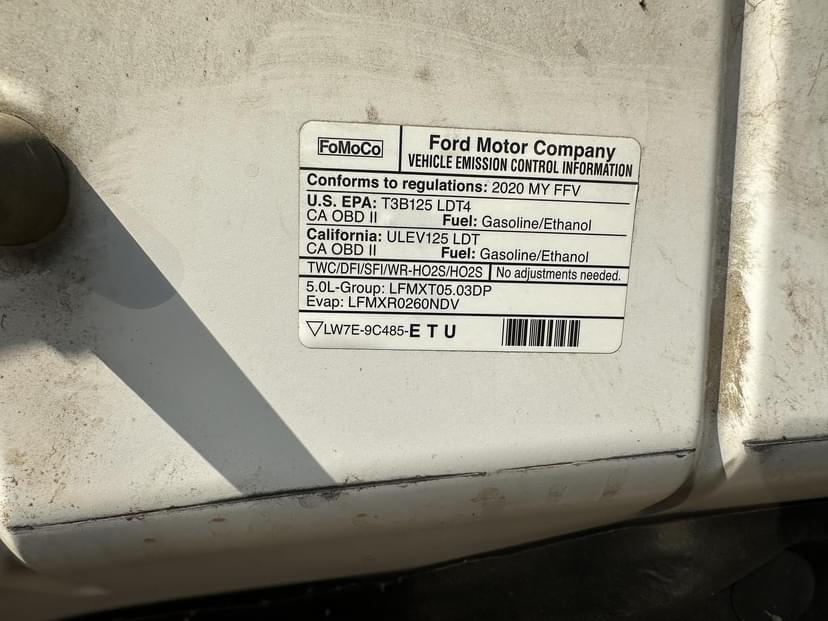 FoMoCo
Ford Motor Company
VEHICLE EMISSION CONTROL INFORMATION
Conforms to regulations: 2020 MY FFV
U.S. EPA: T3B125 LDT4
CA OBD II Fuel: Gasoline/Ethanol
California: ULEV125 LDT
CA OBD II Fuel: Gasoline/Ethanol
TWC/DFI/SFI/WR-HO2S/HO2S No adjustments needed.
5.0L-Group: LFMXT05.03DP
Evap: LFMXR0260NDV
▽LW7E-9C485-E T U